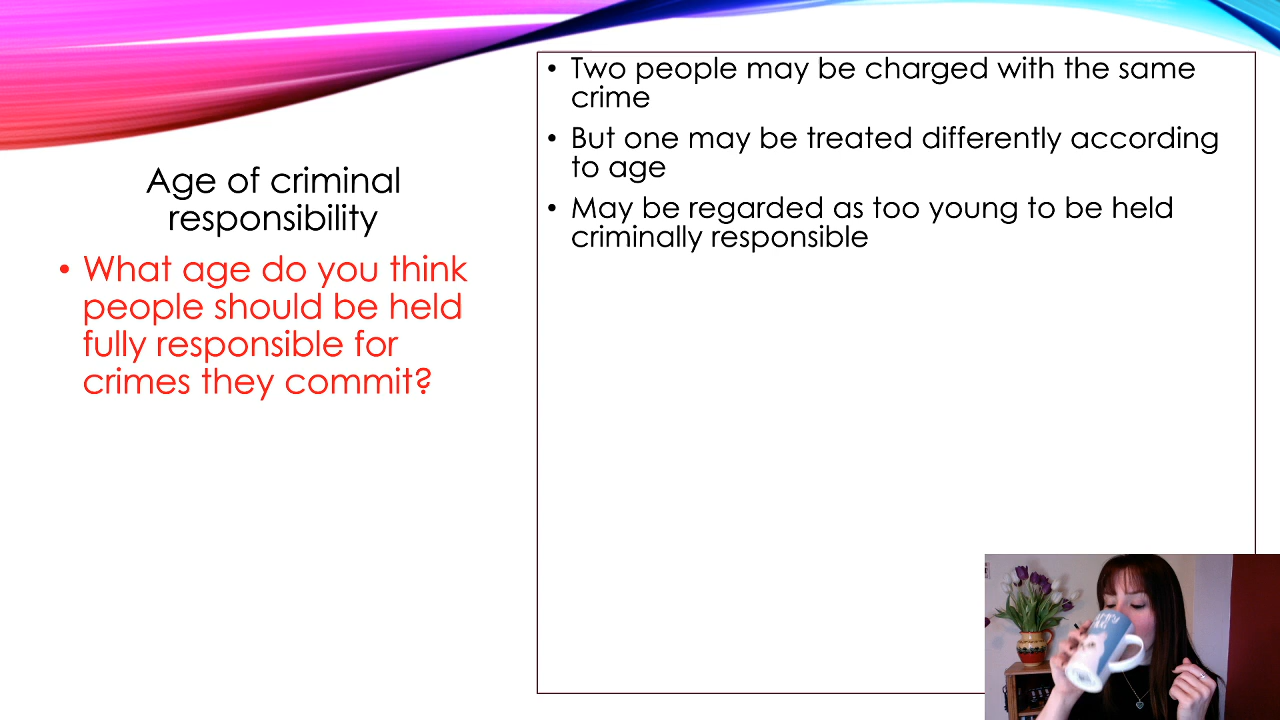 Age of criminal
responsibility
• What age do you think
people should be held
fully responsible for
crimes they commit?
• Two people may be charged with the same
crime
• But one may be treated differently according
to age
• May be regarded as too young to be held
criminally responsible